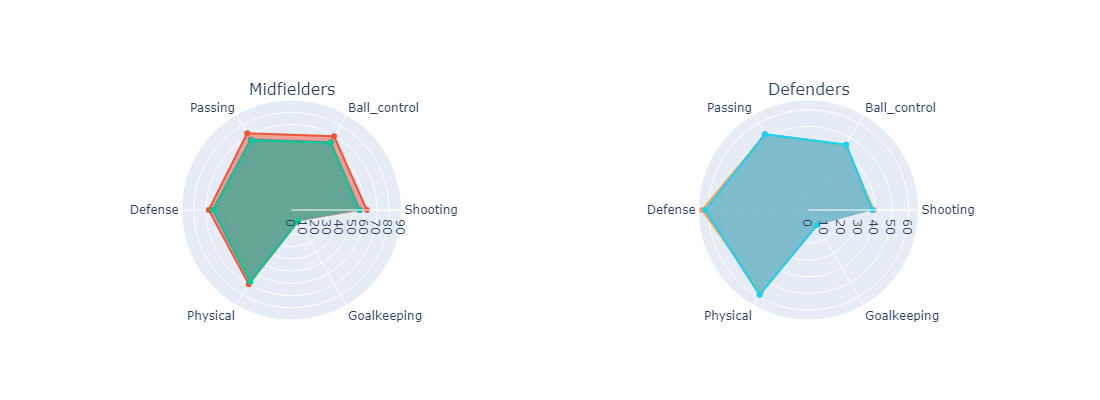 Midfielders
Passing
Ball_control
Defense
Shooting
0
10
20
30
40
50
60
70
80
90
Physical
Goalkeeping
Defenders
Passing
Ball_control
Defense
Shooting
0
10
20
30
40
50
60
Physical
Goalkeeping